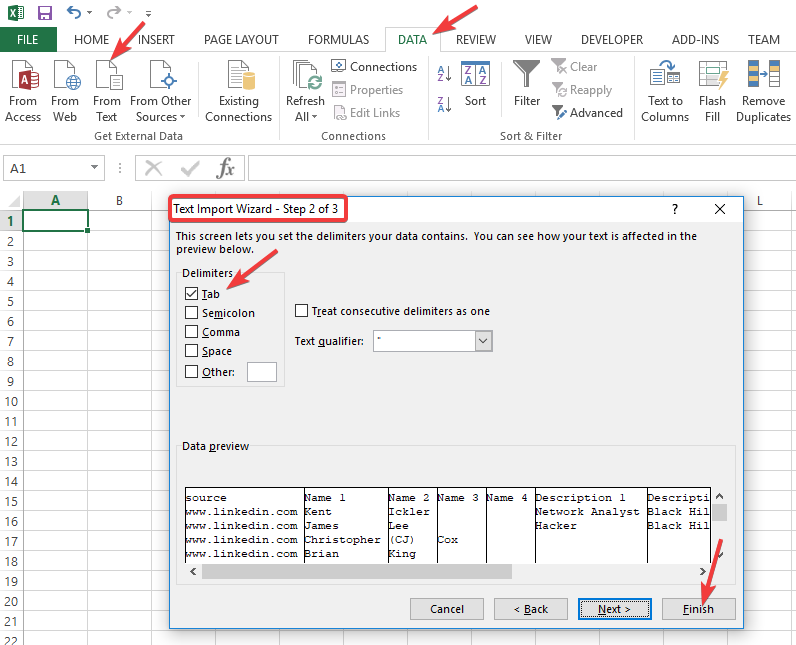 FILE HOME INSERT PAGE LAYOUT FORMULAS DATA REVIEW VIEW DEVELOPER ADD-INS TEAM
From Access
From Web
From Text
From Other Sources
Existing Connections
Refresh All
Connections
Properties
Edit Links
Sort
Filter
Clear
Reapply
Advanced
Text to Columns
Flash Fill
Remove Duplicates
Get External Data
Connections
Sort & Filter
A1
fx
A B L
1
2
3
4
5
6
7
8
9
10
11
12
13
14
15
16
17
18
19
20
21
22
Text Import Wizard - Step 2 of 3
?
This screen lets you set the delimiters your data contains. You can see how your text is affected in the
preview below.
Delimiters
Tab
Semicolon
Comma
Space
Other:
Treat consecutive delimiters as one
Text qualifier: "
Data preview
source Name 1 Name 2 Name 3 Name 4 Description 1 Descripti
www.linkedin.com Kent Ickler Network Analyst Black Hil
www.linkedin.com James Lee Hacker Black Hil
www.linkedin.com Christopher (CJ) Cox
www.linkedin.com Brian King
Cancel < Back Next > Finish